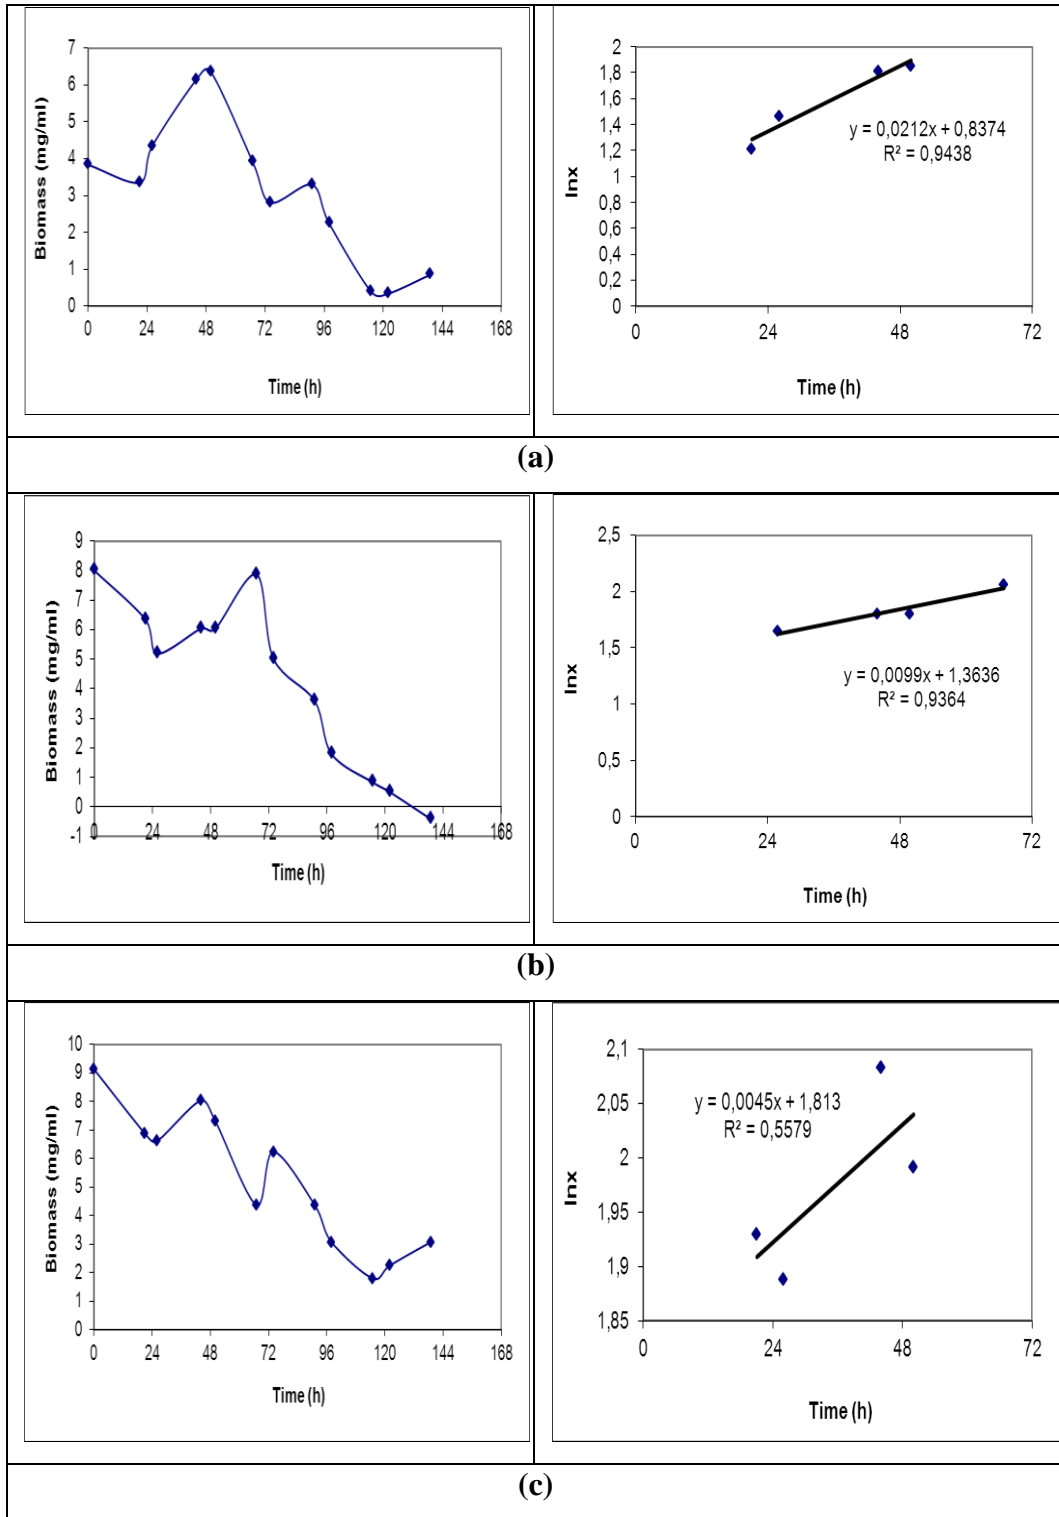 7
6
5
4
3
2
1
0
Biomass (mg/ml)
0 24 48 72 96 120 144 168
Time (h)
2
1,8
1,6
1,4
1,2
1
0,8
0,6
0,4
0,2
0
lnx
y = 0,0212x + 0,8374
R² = 0,9438
0 24 48 72
Time (h)
(a)
9
8
7
6
5
4
3
2
1
0
-1
Biomass (mg/ml)
0 24 48 72 96 120 144 168
Time (h)
2,5
2
1,5
1
0,5
0
lnx
y = 0,0099x + 1,3636
R² = 0,9364
0 24 48 72
Time (h)
(b)
10
9
8
7
6
5
4
3
2
1
0
Biomass (mg/ml)
0 24 48 72 96 120 144 168
Time (h)
2,1
2,05
2
1,95
1,9
1,85
lnx
y = 0,0045x + 1,813
R² = 0,5579
0 24 48 72
Time (h)
(c)